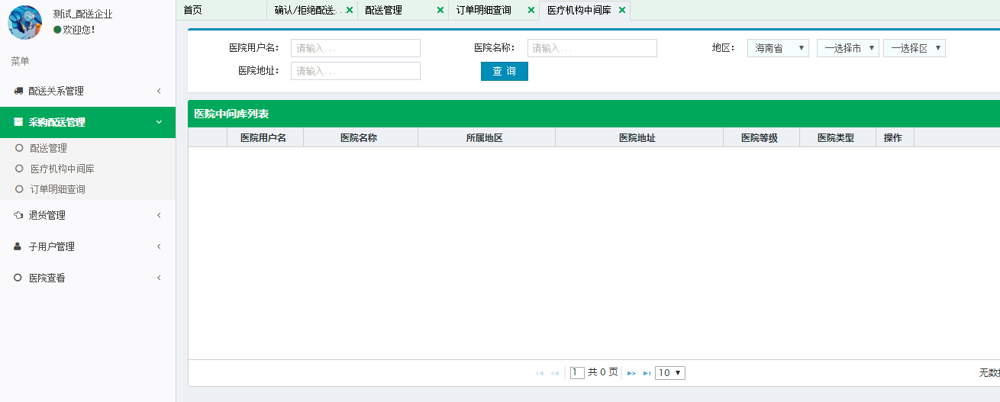 测试_配送企业
欢迎您!
菜单
配送关系管理
采购配送管理
配送管理
医疗机构中间库
订单明细查询
退货管理
子用户管理
医院查看
首页 确认/拒绝配送... 配送管理 订单明细查询 医疗机构中间库
医院用户名: 请输入... 医院名称: 请输入... 地区: 海南省 一选择市 一选择区
医院地址: 请输入... 查 询
医院中间库列表
医院用户名 医院名称 所属地区 医院地址 医院等级 医院类型 操作
1 共 0 页 10 无数